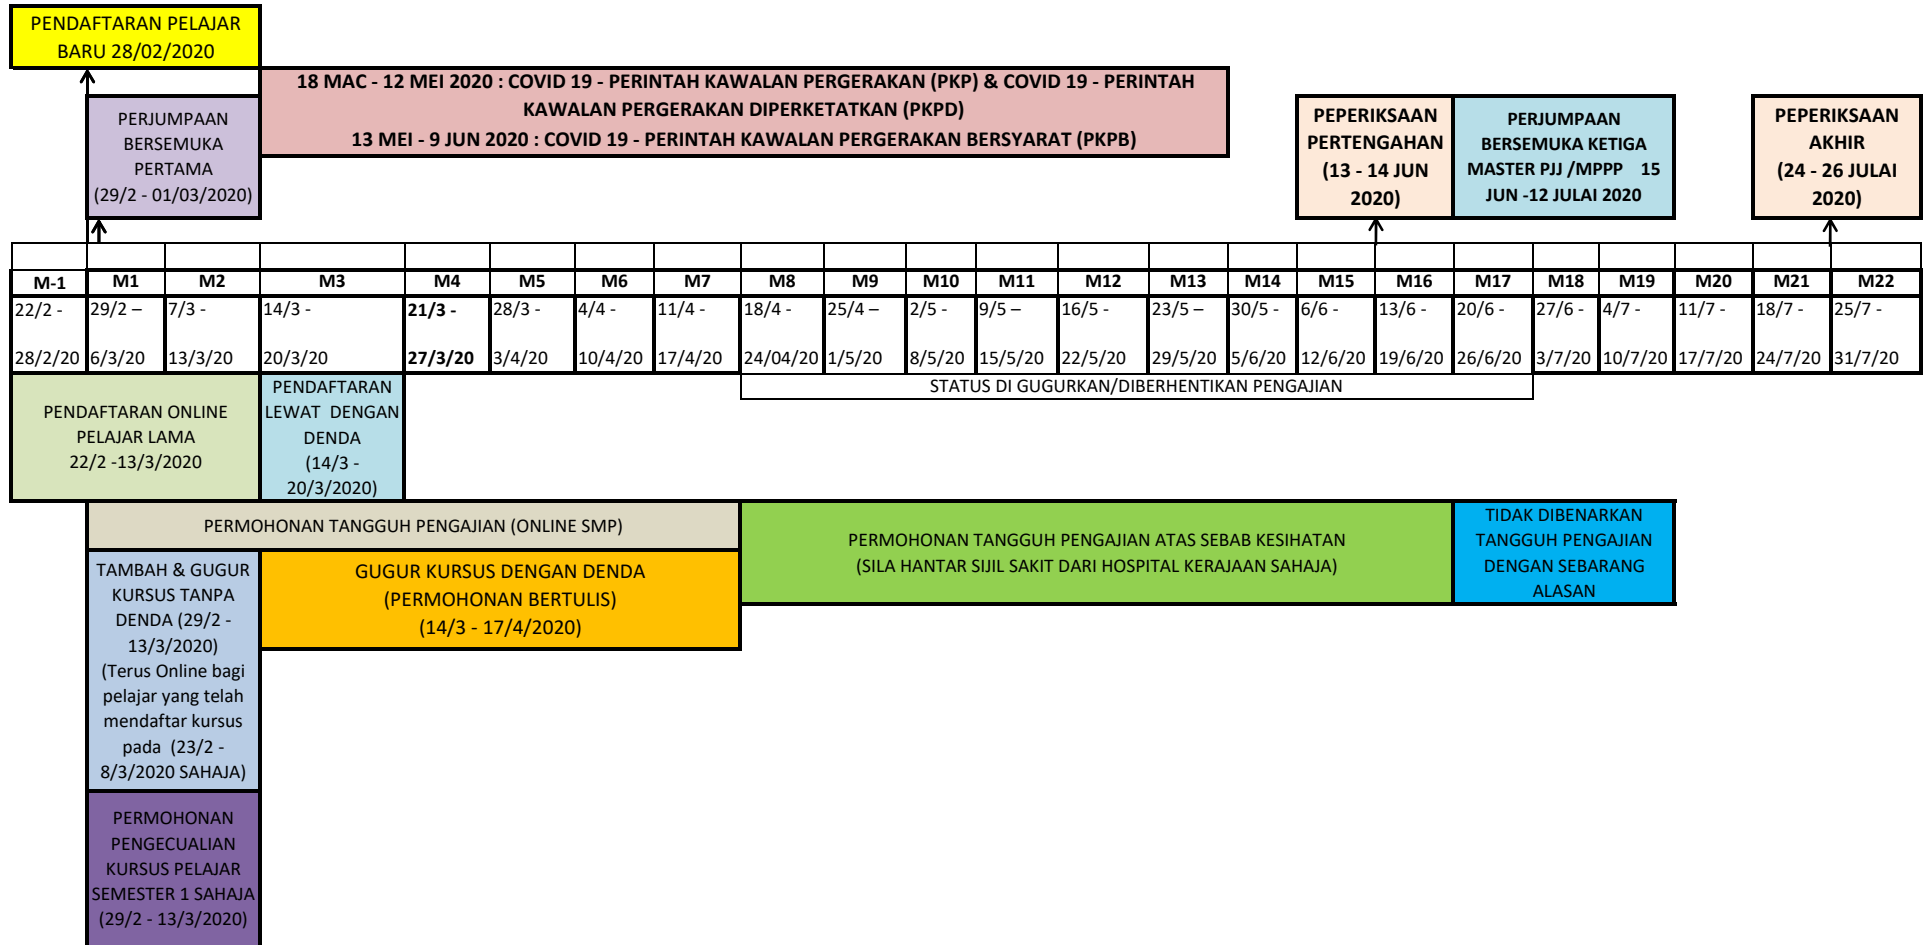 PENDAFTARAN PELAJAR
BARU 28/02/2020
18 MAC - 12 MEI 2020 : COVID 19 - PERINTAH KAWALAN PERGERAKAN (PKP) & COVID 19 - PERINTAH
KAWALAN PERGERAKAN DIPERKETATKAN (PKPD)
13 MEI - 9 JUN 2020 : COVID 19 - PERINTAH KAWALAN PERGERAKAN BERSYARAT (PKPB)
PERJUMPAAN
BERSEMUKA
PERTAMA
(29/2 - 01/03/2020)
PEPERIKSAAN
PERTENGAHAN
(13 - 14 JUN
2020)
PERJUMPAAN
BERSEMUKA KETIGA
MASTER PJJ /MPPP 15
JUN -12 JULAI 2020
PEPERIKSAAN
AKHIR
(24 - 26 JULAI
2020)
M-1 M1 M2 M3 M4 M5 M6 M7 M8 M9 M10 M11 M12 M13 M14 M15 M16 M17 M18 M19 M20 M21 M22
22/2 - 29/2 – 7/3 - 14/3 - 21/3 - 28/3 - 4/4 - 11/4 - 18/4 - 25/4 – 2/5 - 9/5 – 16/5 - 23/5 – 30/5 - 6/6 - 13/6 - 20/6 - 27/6 - 4/7 - 11/7 - 18/7 - 25/7 -
28/2/20 6/3/20 13/3/20 20/3/20 27/3/20 3/4/20 10/4/20 17/4/20 24/04/20 1/5/20 8/5/20 15/5/20 22/5/20 29/5/20 5/6/20 12/6/20 19/6/20 26/6/20 3/7/20 10/7/20 17/7/20 24/7/20 31/7/20
PENDAFTARAN ONLINE
PELAJAR LAMA
22/2 -13/3/2020
PENDAFTARAN
LEWAT DENGAN
DENDA
(14/3 -
20/3/2020)
STATUS DI GUGURKAN/DIBERHENTIKAN PENGAJIAN
PERMOHONAN TANGGUH PENGAJIAN (ONLINE SMP)
PERMOHONAN TANGGUH PENGAJIAN ATAS SEBAB KESIHATAN
(SILA HANTAR SIJIL SAKIT DARI HOSPITAL KERAJAAN SAHAJA)
TIDAK DIBENARKAN
TANGGUH PENGAJIAN
DENGAN SEBARANG
ALASAN
TAMBAH & GUGUR
KURSUS TANPA
DENDA (29/2 -
13/3/2020)
(Terus Online bagi
pelajar yang telah
mendaftar kursus
pada (23/2 -
8/3/2020 SAHAJA)
GUGUR KURSUS DENGAN DENDA
(PERMOHONAN BERTULIS)
(14/3 - 17/4/2020)
PERMOHONAN
PENGECUALIAN
KURSUS PELAJAR
SEMESTER 1 SAHAJA
(29/2 - 13/3/2020)